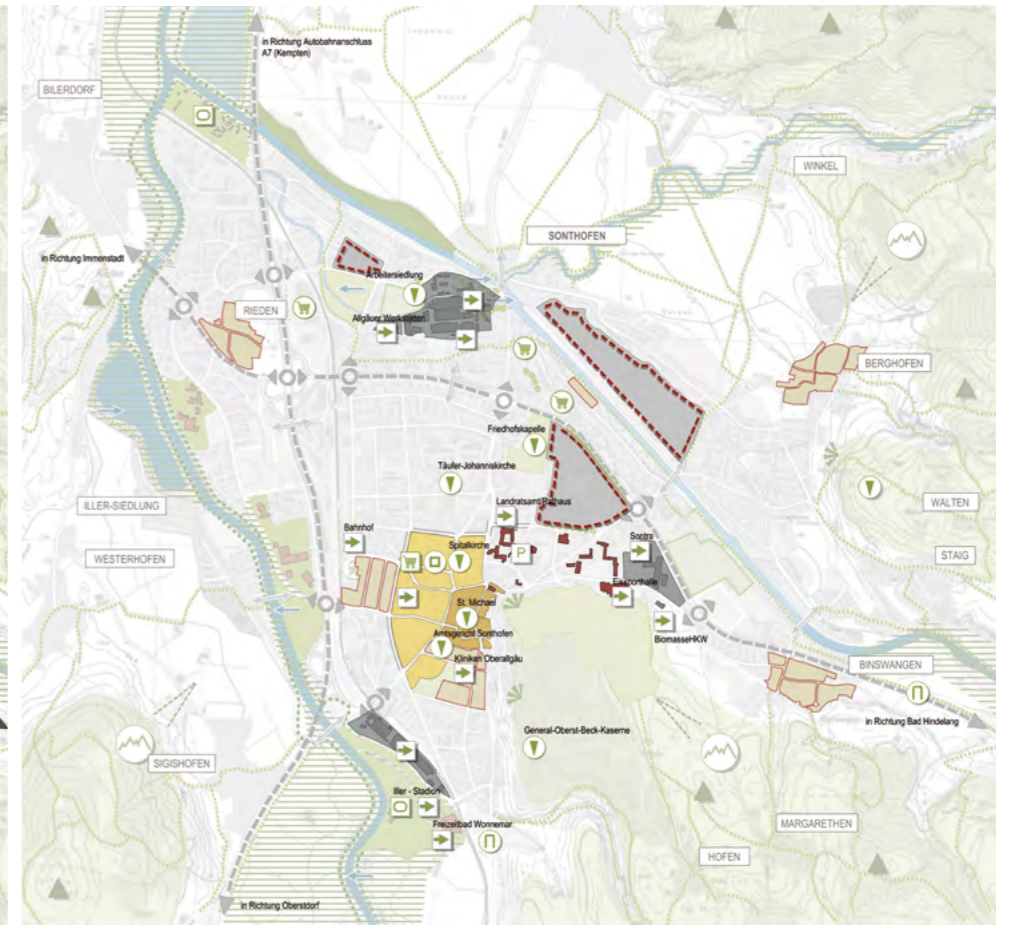 in Richtung Autobahnanschluss
A7 (Kempten)
BILERDORF
WINKEL
SONTHOFEN
in Richtung Immenstadt
Arbeitersiedlung
RIEDEN
Allgäuer Werkstätten
BERGHOFEN
Friedhofskapelle
Täufer-Johanniskirche
ILLER-SIEDLUNG
Landratsamt/Rathaus
WALTEN
Bahnhof
Sontra
WESTERHOFEN
Spitalkirche
P
STAIG
Eissporthalle
St. Michael
Amtsgericht Sonthofen
BiomasseHKW
Kliniken Oberallgäu
BINSWANGEN
in Richtung Bad Hindelang
General-Oberst-Beck-Kaserne
SIGISHOFEN
Iller - Stadion
Freizeitbad Wonnemar
MARGARETHEN
HOFEN
in Richtung Oberstdorf